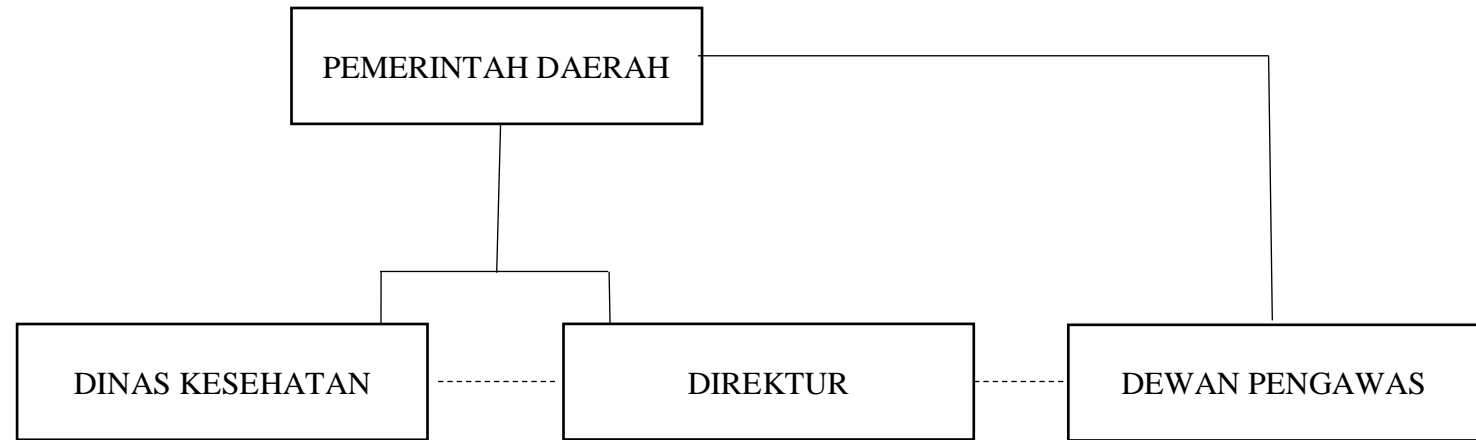 PEMERINTAH DAERAH
DINAS KESEHATAN
DIREKTUR
DEWAN PENGAWAS